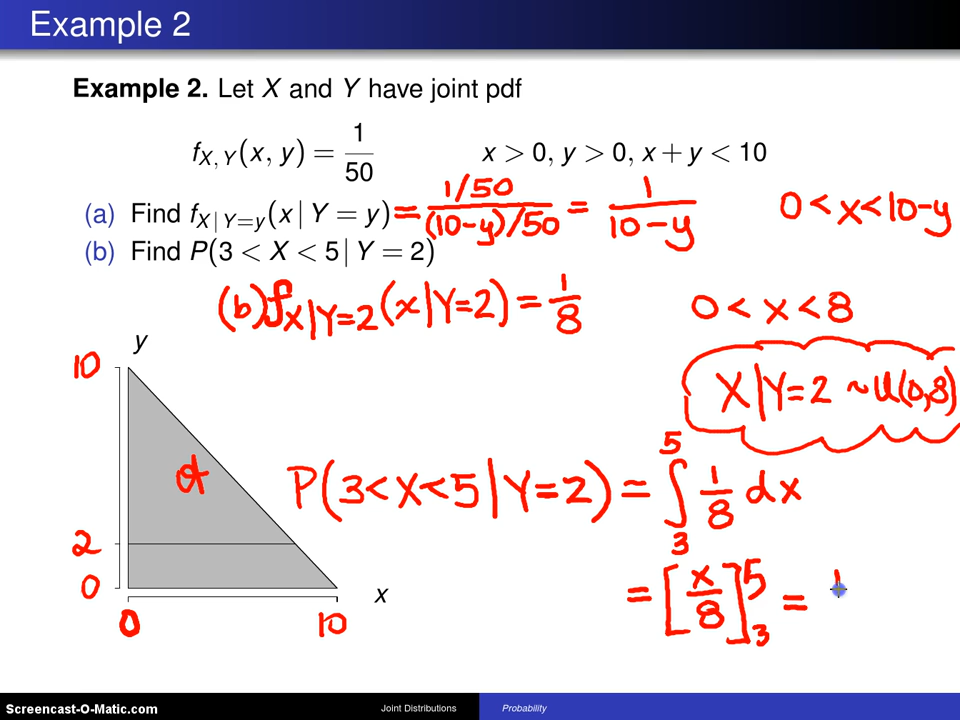 Example 2
Example 2. Let X and Y have joint pdf
f_{X,Y}(x, y) = 1/50 x > 0, y > 0, x + y < 10
(a) Find f_{X|Y=y}(x | Y = y) = (1/50)/((10-y)/50) = 1/(10-y) 0 < x < 10-y
(b) Find P(3 < X < 5 | Y = 2)
(b) f_{X|Y=2}(x|Y=2) = 1/8 0 < x < 8
y
10
X|Y=2 ~ U(0,8)
P(3<X<5|Y=2) = ∫_3^5 1/8 dx
2
0
= [x/8]_3^5 =
x
0 10
Screencast-O-Matic.com Joint Distributions Probability